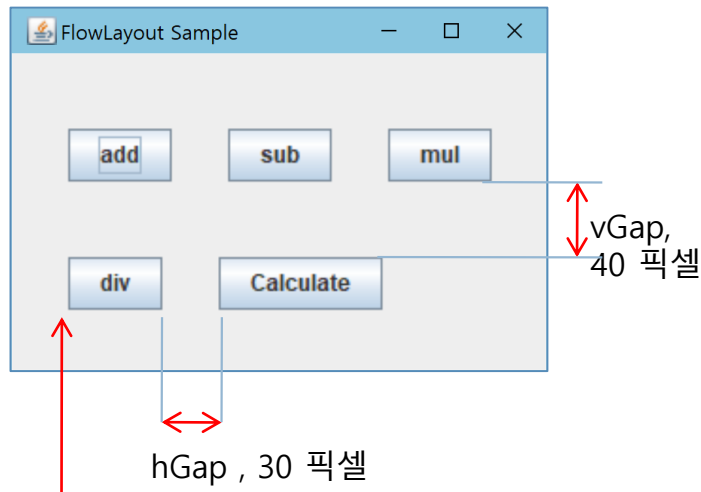 FlowLayout Sample
add
sub
mul
vGap,
40 픽셀
div
Calculate
hGap , 30 픽셀